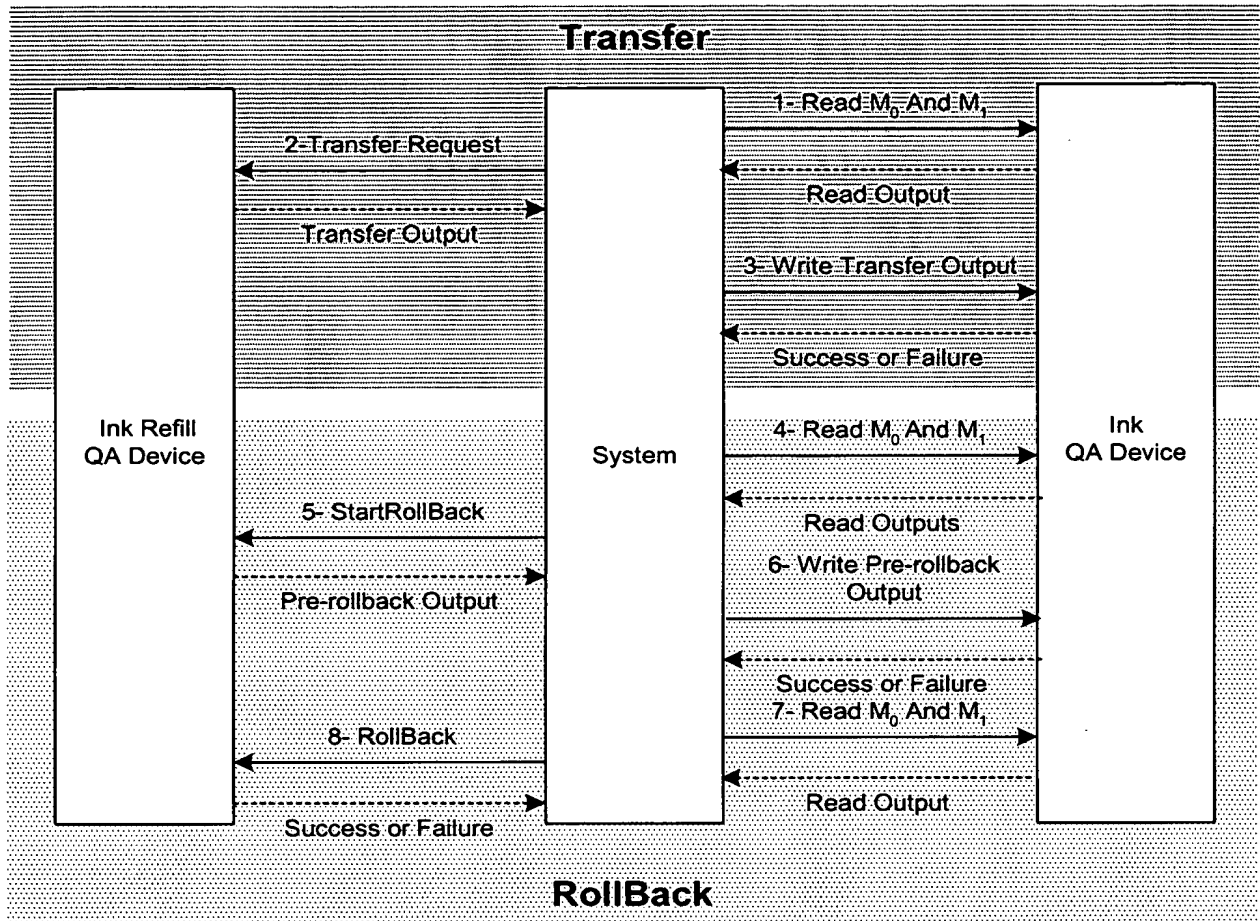 Transfer
1- Read M₀ And M₁
2-Transfer Request
Read Output
Transfer Output
3- Write Transfer Output
Success or Failure
Ink Refill
QA Device
System
Ink
QA Device
4- Read M₀ And M₁
Read Outputs
5- StartRollBack
6- Write Pre-rollback
Output
Pre-rollback Output
Success or Failure
7- Read M₀ And M₁
8- RollBack
Read Output
Success or Failure
RollBack